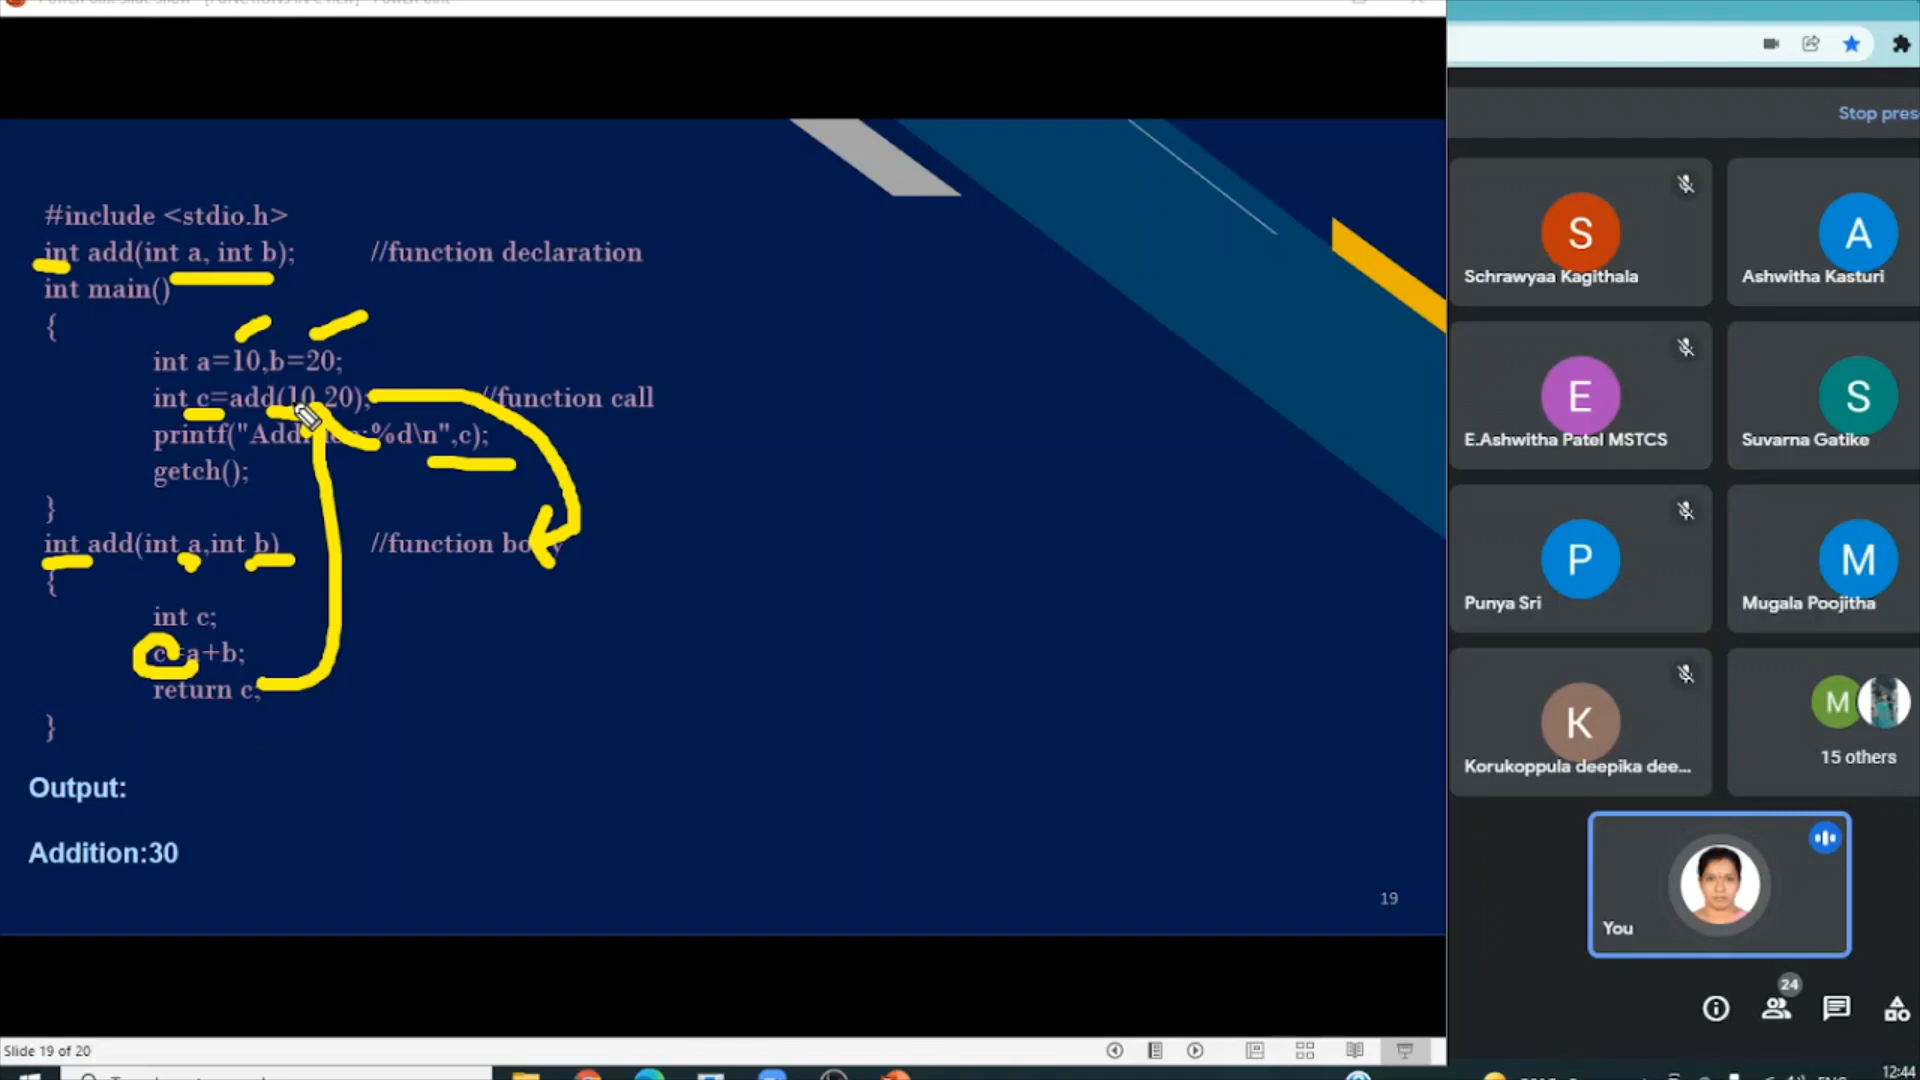 #include <stdio.h>
int add(int a, int b); //function declaration
int main()
{
int a=10,b=20;
int c=add(10,20); //function call
printf("Addition:%d\n",c);
getch();
}
int add(int a,int b) //function body
{
int c;
c=a+b;
return c;
}
Output:
Addition:30
19
Slide 19 of 20
Stop pres
Schrawyaa Kagithala
Ashwitha Kasturi
E.Ashwitha Patel MSTCS
Suvarna Gatike
Punya Sri
Mugala Poojitha
Korukoppula deepika dee...
15 others
You
24
S
A
E
S
P
M
K
M
12:44